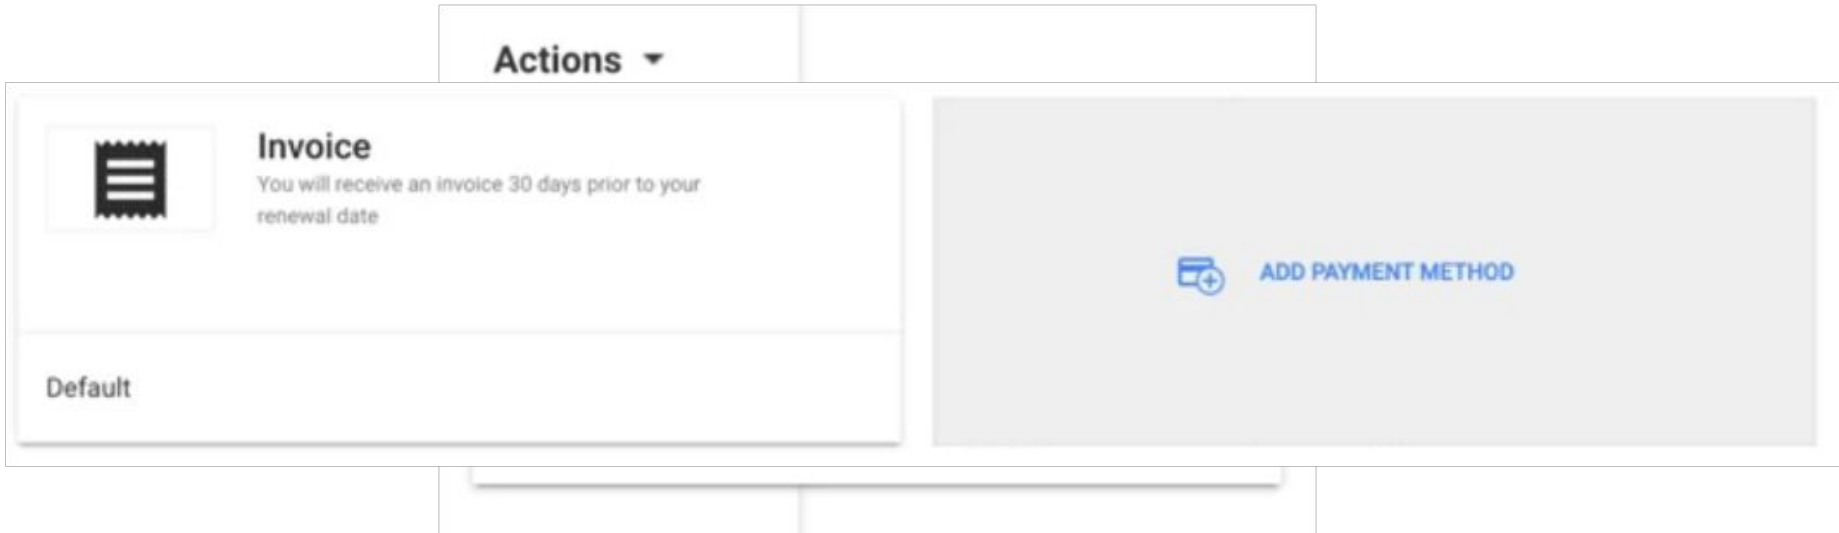 Actions
Invoice
You will receive an invoice 30 days prior to your
renewal date
ADD PAYMENT METHOD
Default